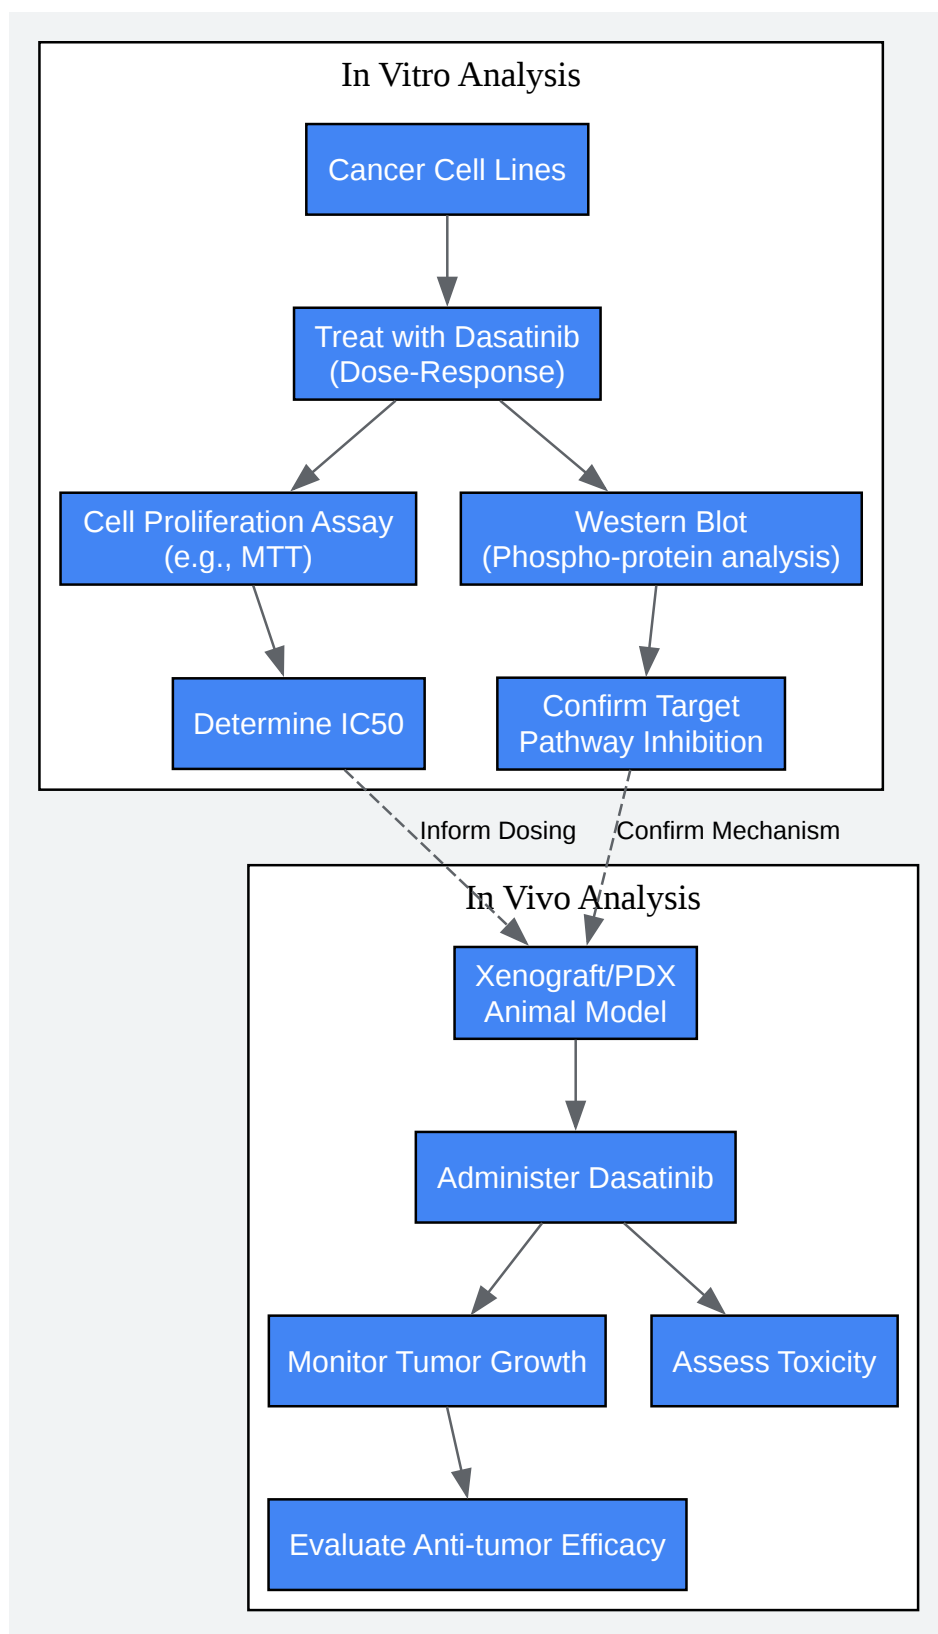 In Vitro Analysis
Cancer Cell Lines
Treat with Dasatinib
(Dose-Response)
Cell Proliferation Assay
(e.g., MTT)
Western Blot
(Phospho-protein analysis)
Determine IC50
Confirm Target
Pathway Inhibition
Inform Dosing
Confirm Mechanism
In Vivo Analysis
Xenograft/PDX
Animal Model
Administer Dasatinib
Monitor Tumor Growth
Assess Toxicity
Evaluate Anti-tumor Efficacy